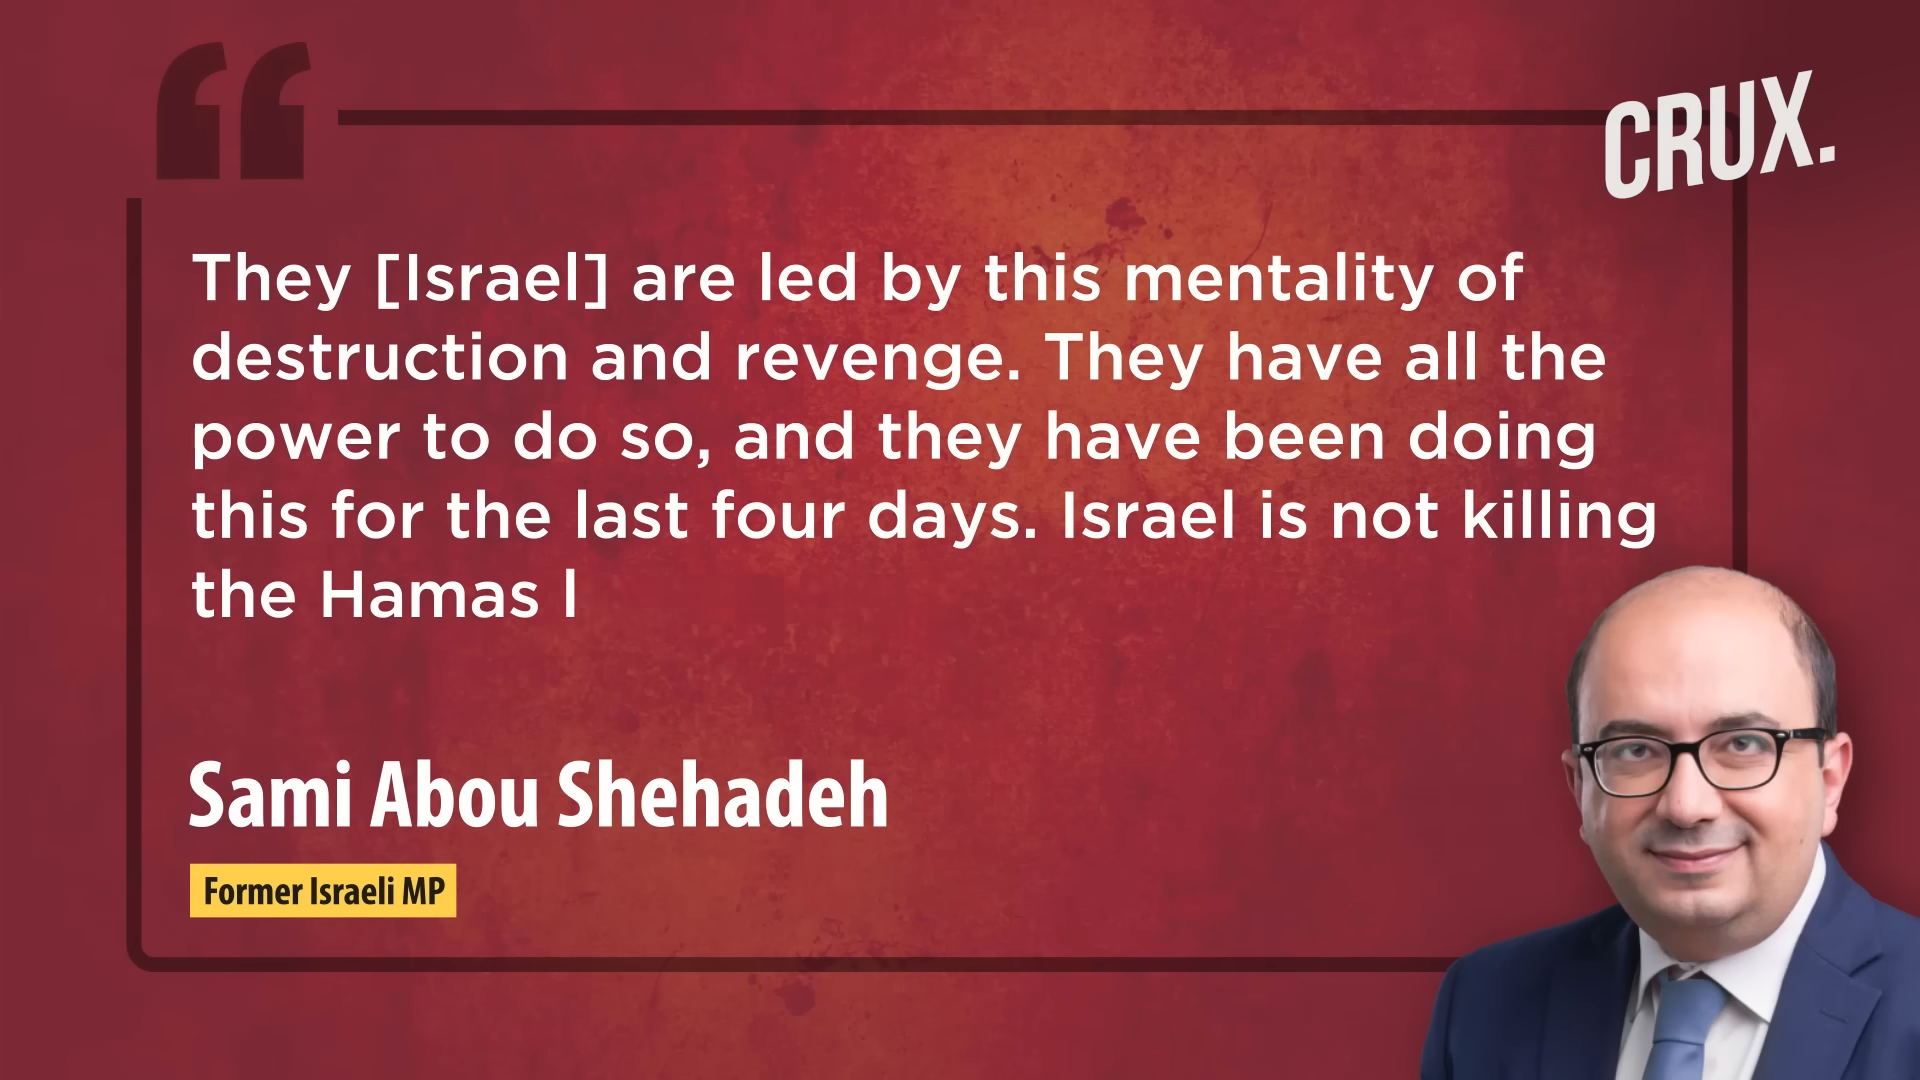 CRUX.
They [Israel] are led by this mentality of
destruction and revenge. They have all the
power to do so, and they have been doing
this for the last four days. Israel is not killing
the Hamas l
Sami Abou Shehadeh
Former Israeli MP